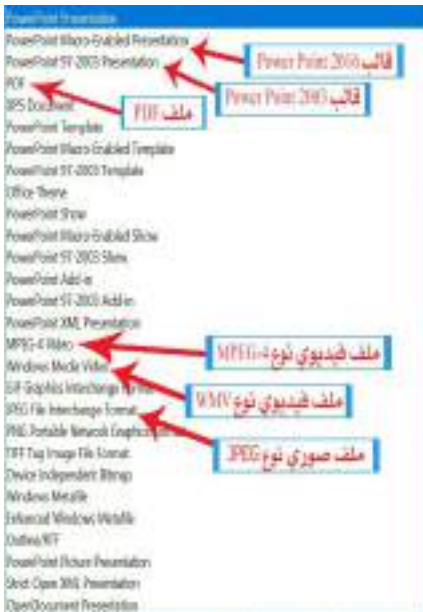 PowerPoint Presentation
PowerPoint Macro-Enabled Presentation
PowerPoint 97-2003 Presentation
قالب Power Point 2016
PDF
قالب Power Point 2003
XPS Document
ملف PDF
PowerPoint Template
PowerPoint Macro-Enabled Template
PowerPoint 97-2003 Template
Office Theme
PowerPoint Show
PowerPoint Macro-Enabled Show
PowerPoint 97-2003 Show
PowerPoint Add-in
PowerPoint 97-2003 Add-in
PowerPoint XML Presentation
MPEG-4 Video
ملف فيديوي نوع MPEG-4
Windows Media Video
GIF Graphics Interchange Format
ملف فيديوي نوع WMV
JPEG File Interchange Format
PNG Portable Network Graphics
ملف صوري نوع JPEG
TIFF Tag Image File Format
Device Independent Bitmap
Windows Metafile
Enhanced Windows Metafile
Outline/RTF
PowerPoint Picture Presentation
Strict Open XML Presentation
OpenDocument Presentation